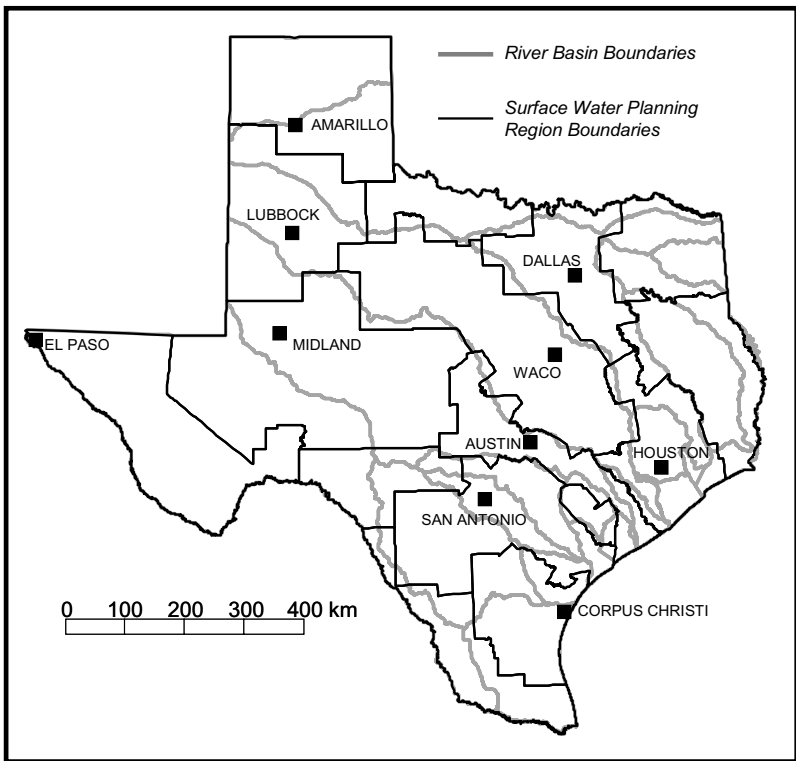 River Basin Boundaries
Surface Water Planning
Region Boundaries
AMARILLO
LUBBOCK
DALLAS
EL PASO
MIDLAND
WACO
AUSTIN
HOUSTON
SAN ANTONIO
0 100 200 300 400 km
CORPUS CHRISTI